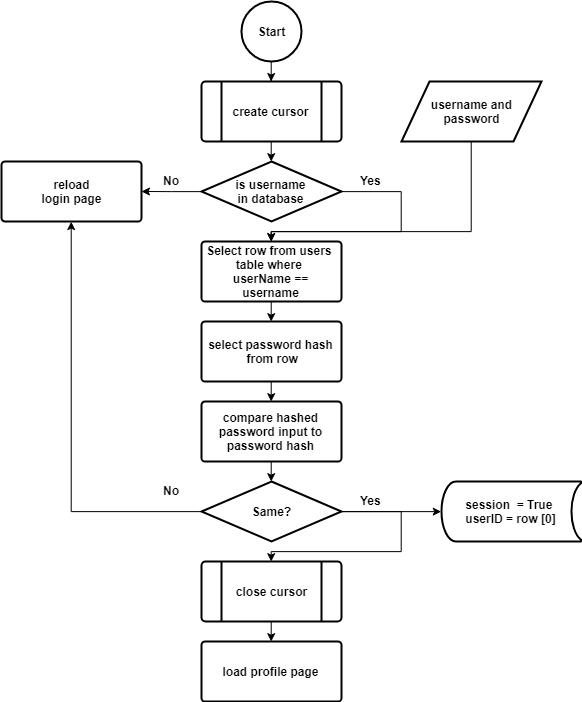 Start
create cursor
username and
password
is username
in database
No
Yes
reload
login page
Select row from users
table where
userName ==
username
select password hash
from row
compare hashed
password input to
password hash
Same?
No
Yes
session  = True
userID = row [0]
close cursor
load profile page